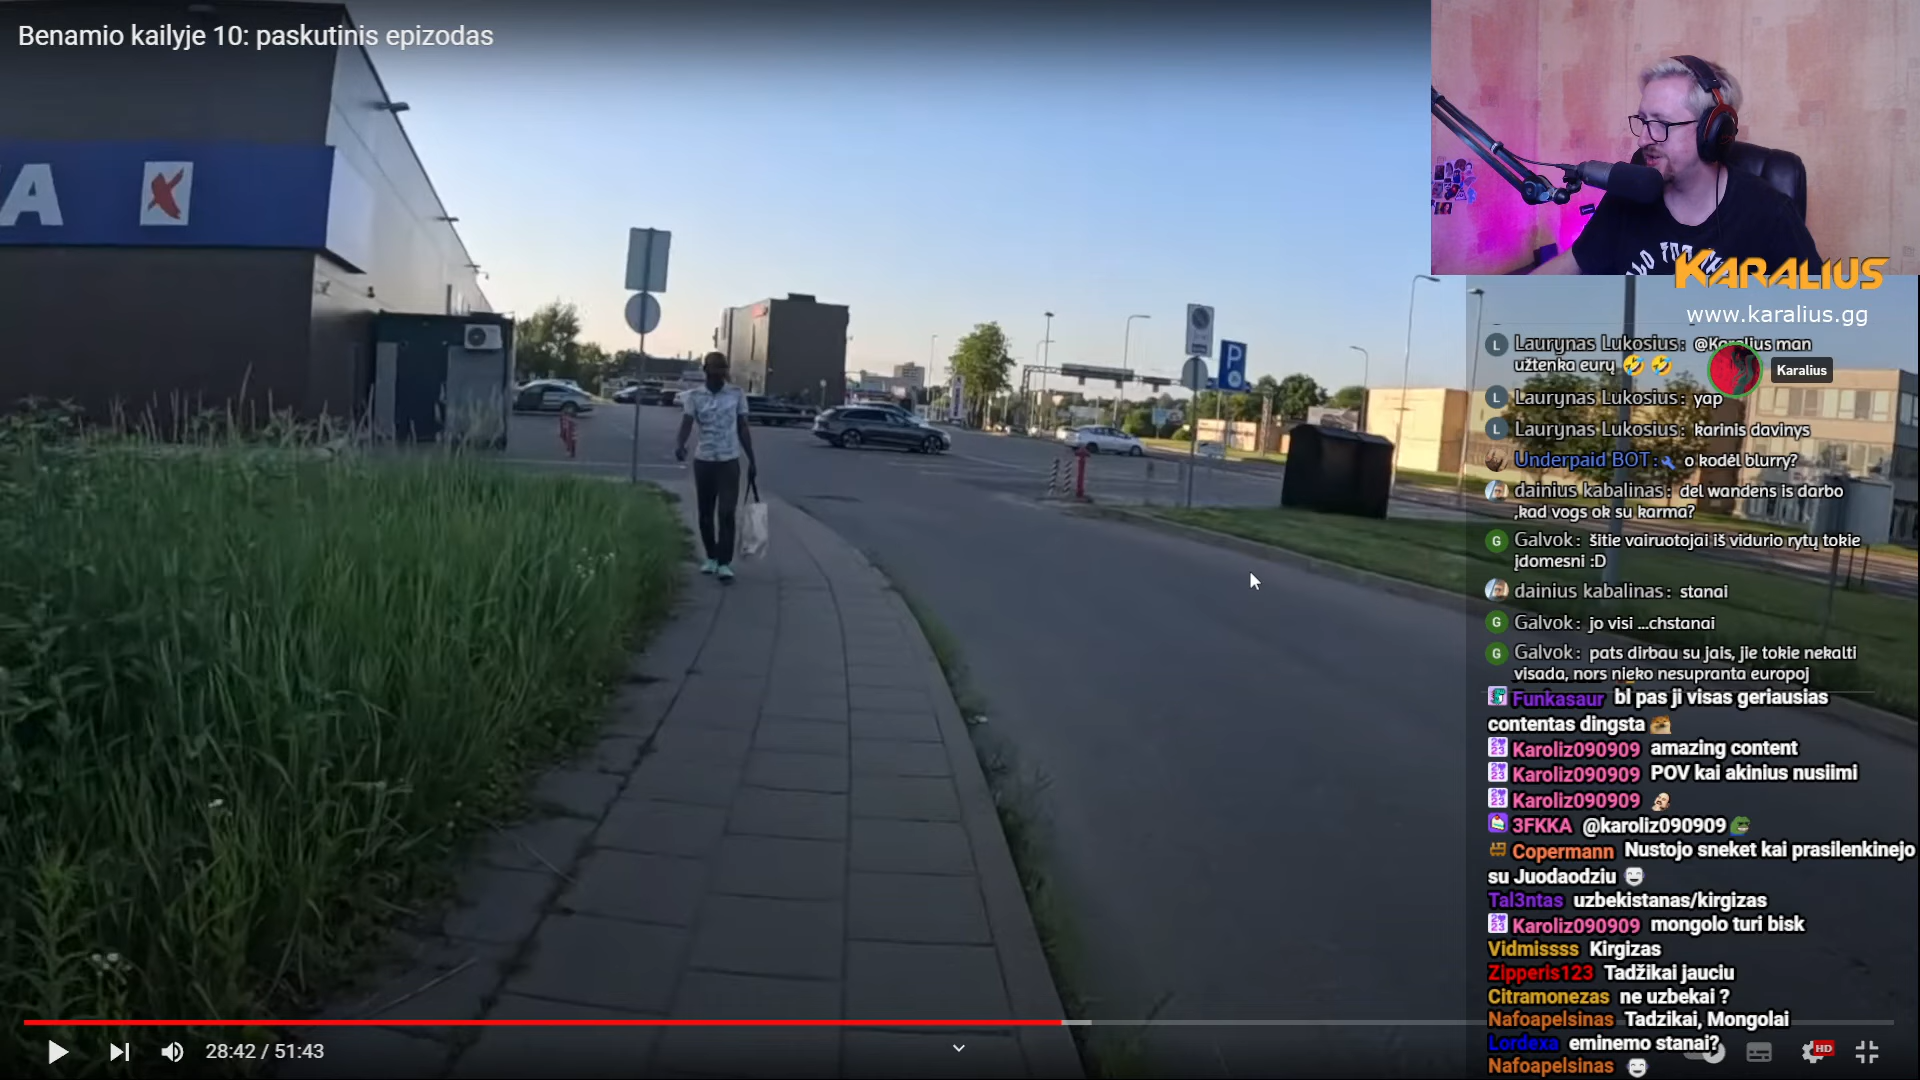 Benamio kailyje 10: paskutinis epizodas
A X
P
KARALIUS
www.karalius.gg
Laurynas Lukosius: @Karalius man
užtenka eurų 🤣 🤣
Karalius
Laurynas Lukosius: yap
Laurynas Lukosius: karinis davinys
Underpaid BOT: o kodėl blurry?
dainius kabalinas: del wandens is darbo
,kad vogs ok su karma?
Galvok: šitie vairuotojai iš vidurio rytų tokie
įdomesni :D
dainius kabalinas: stanai
Galvok: jo visi ...chstanai
Galvok: pats dirbau su jais, jie tokie nekalti
visada, nors nieko nesupranta europoj
Funkasaur bl pas ji visas geriausias
contentas dingsta
Karoliz090909 amazing content
Karoliz090909 POV kai akinius nusiimi
Karoliz090909
3FKKA @karoliz090909
Copermann Nustojo sneket kai prasilenkinejo
su Juodaodziu
Tal3ntas uzbekistanas/kirgizas
Karoliz090909 mongolo turi bisk
Vidmissss Kirgizas
Zipperis123 Tadžikai jauciu
Citramonezas ne uzbekai ?
Nafoapelsinas Tadzikai, Mongolai
Lordexa eminemo stanai?
Nafoapelsinas
28:42 / 51:43
HD